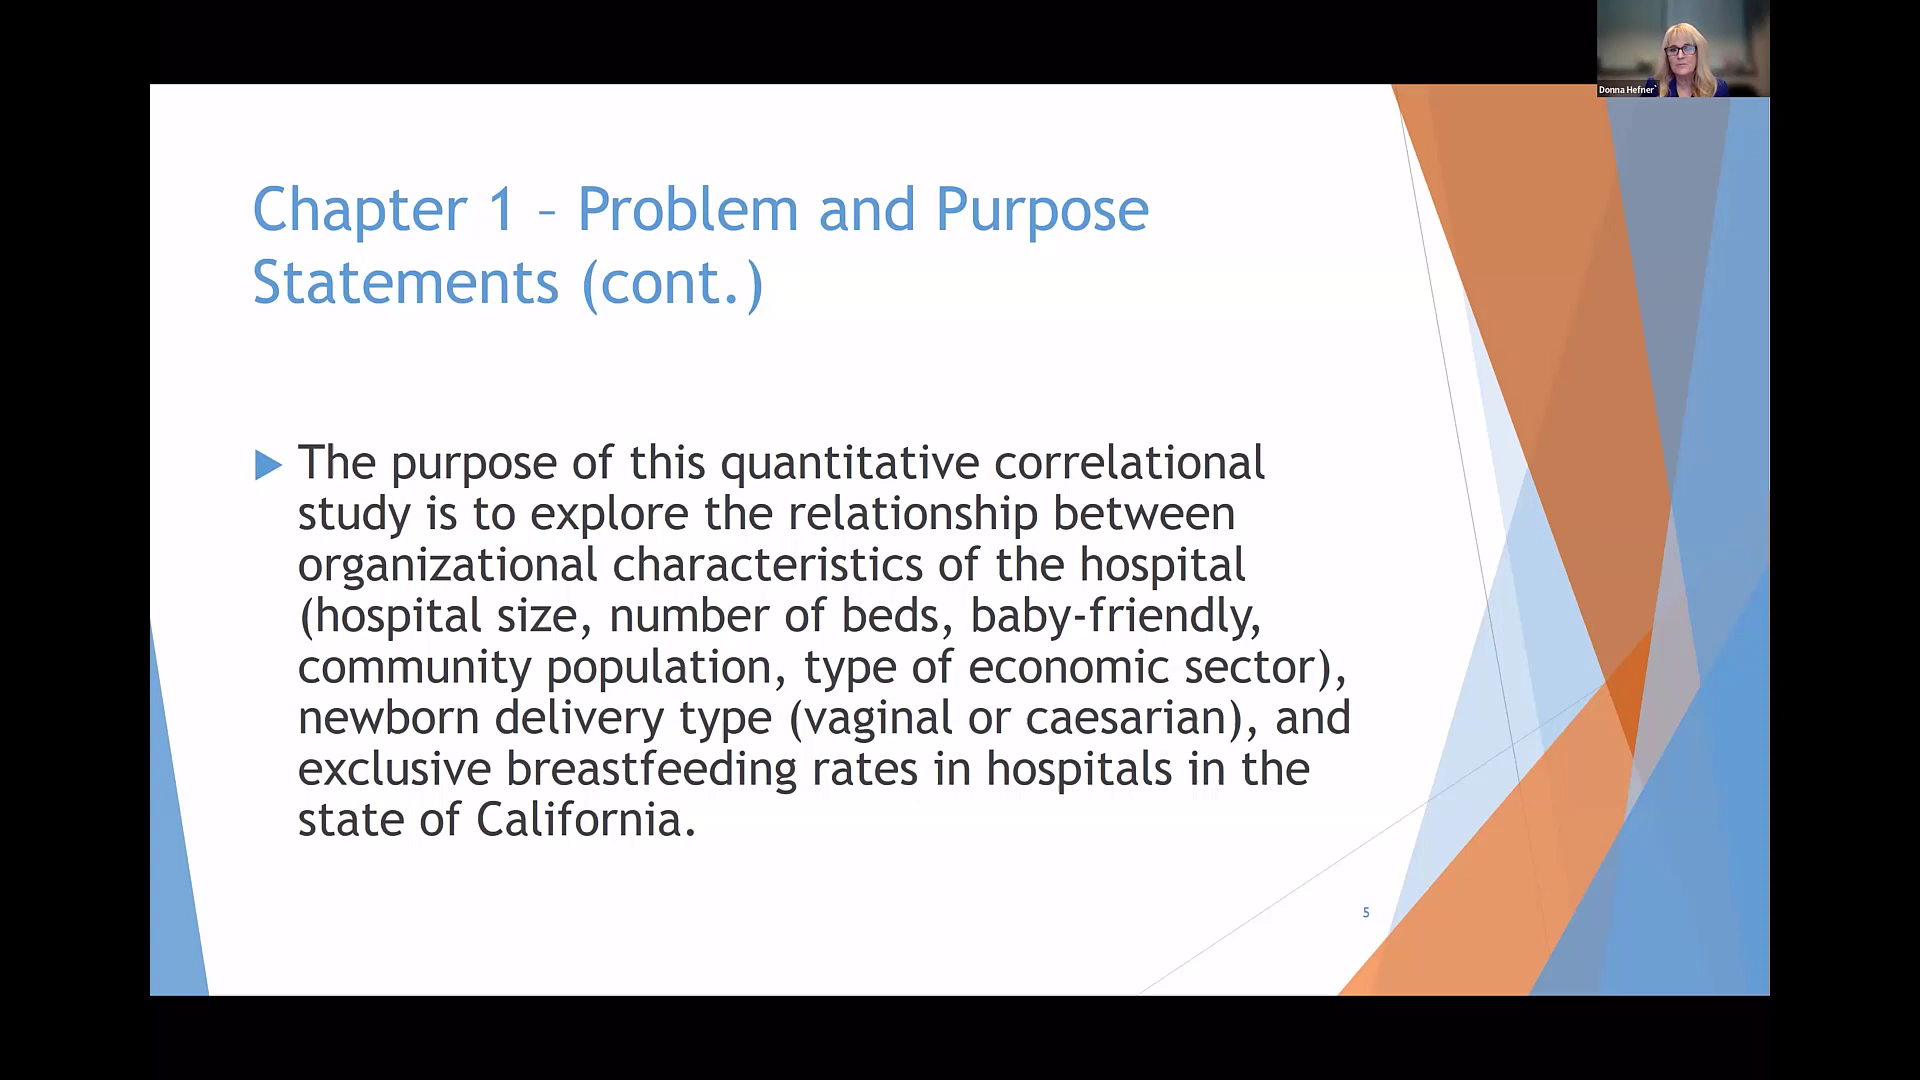 Donna Hefner
Chapter 1 – Problem and Purpose
Statements (cont.)
The purpose of this quantitative correlational
study is to explore the relationship between
organizational characteristics of the hospital
(hospital size, number of beds, baby-friendly,
community population, type of economic sector),
newborn delivery type (vaginal or caesarian), and
exclusive breastfeeding rates in hospitals in the
state of California.
5